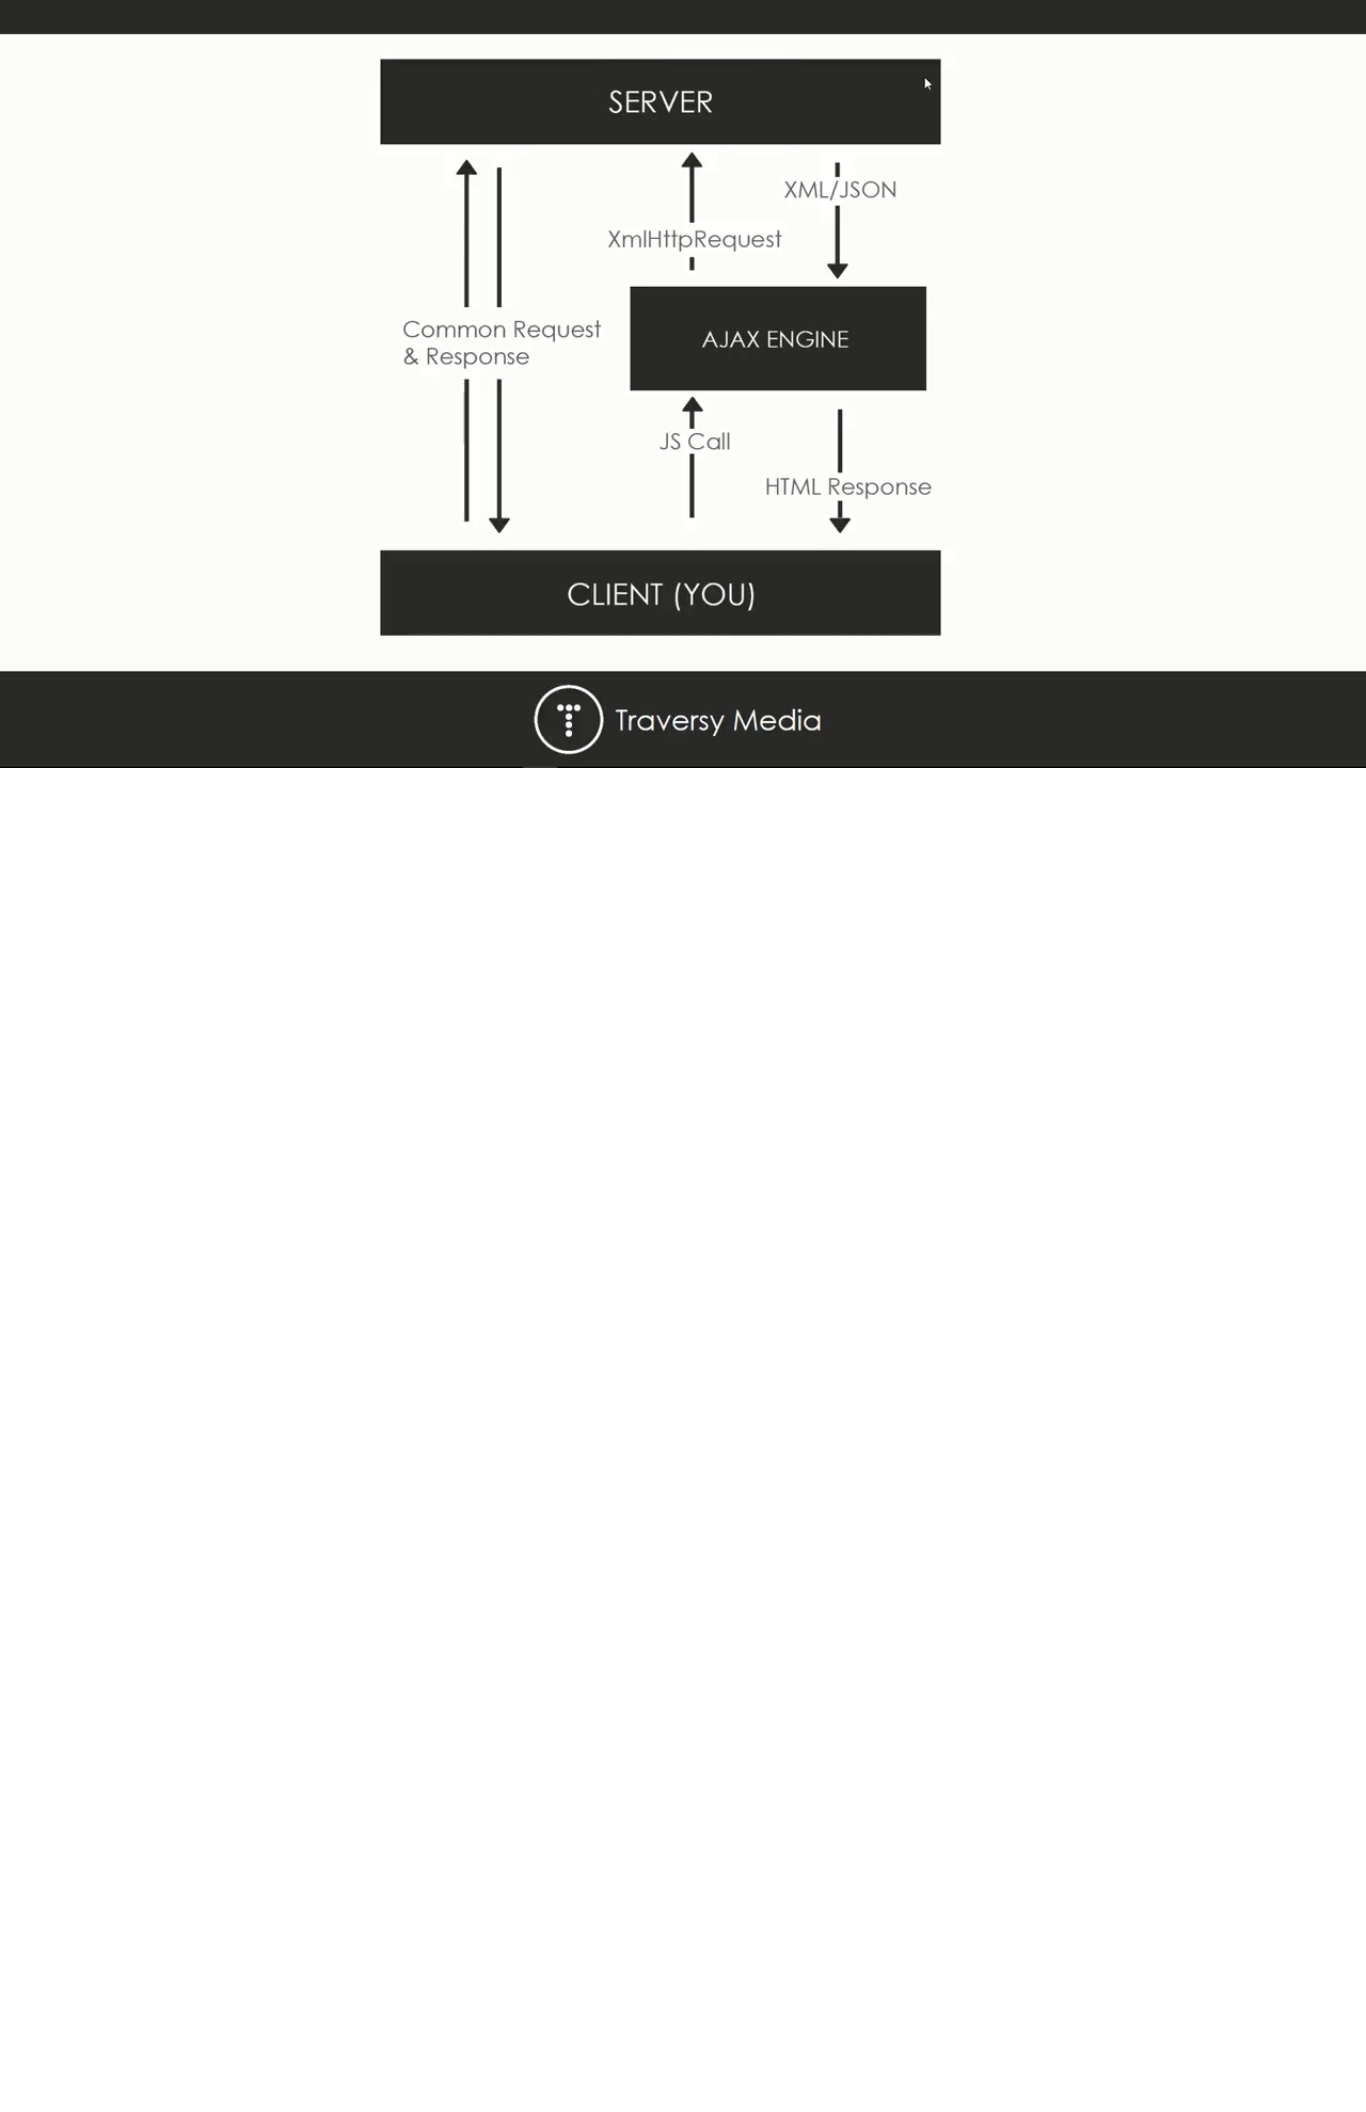 SERVER
XML/JSON
XmlHttpRequest
Common Request
& Response
AJAX ENGINE
JS Call
HTML Response
CLIENT (YOU)
Traversy Media